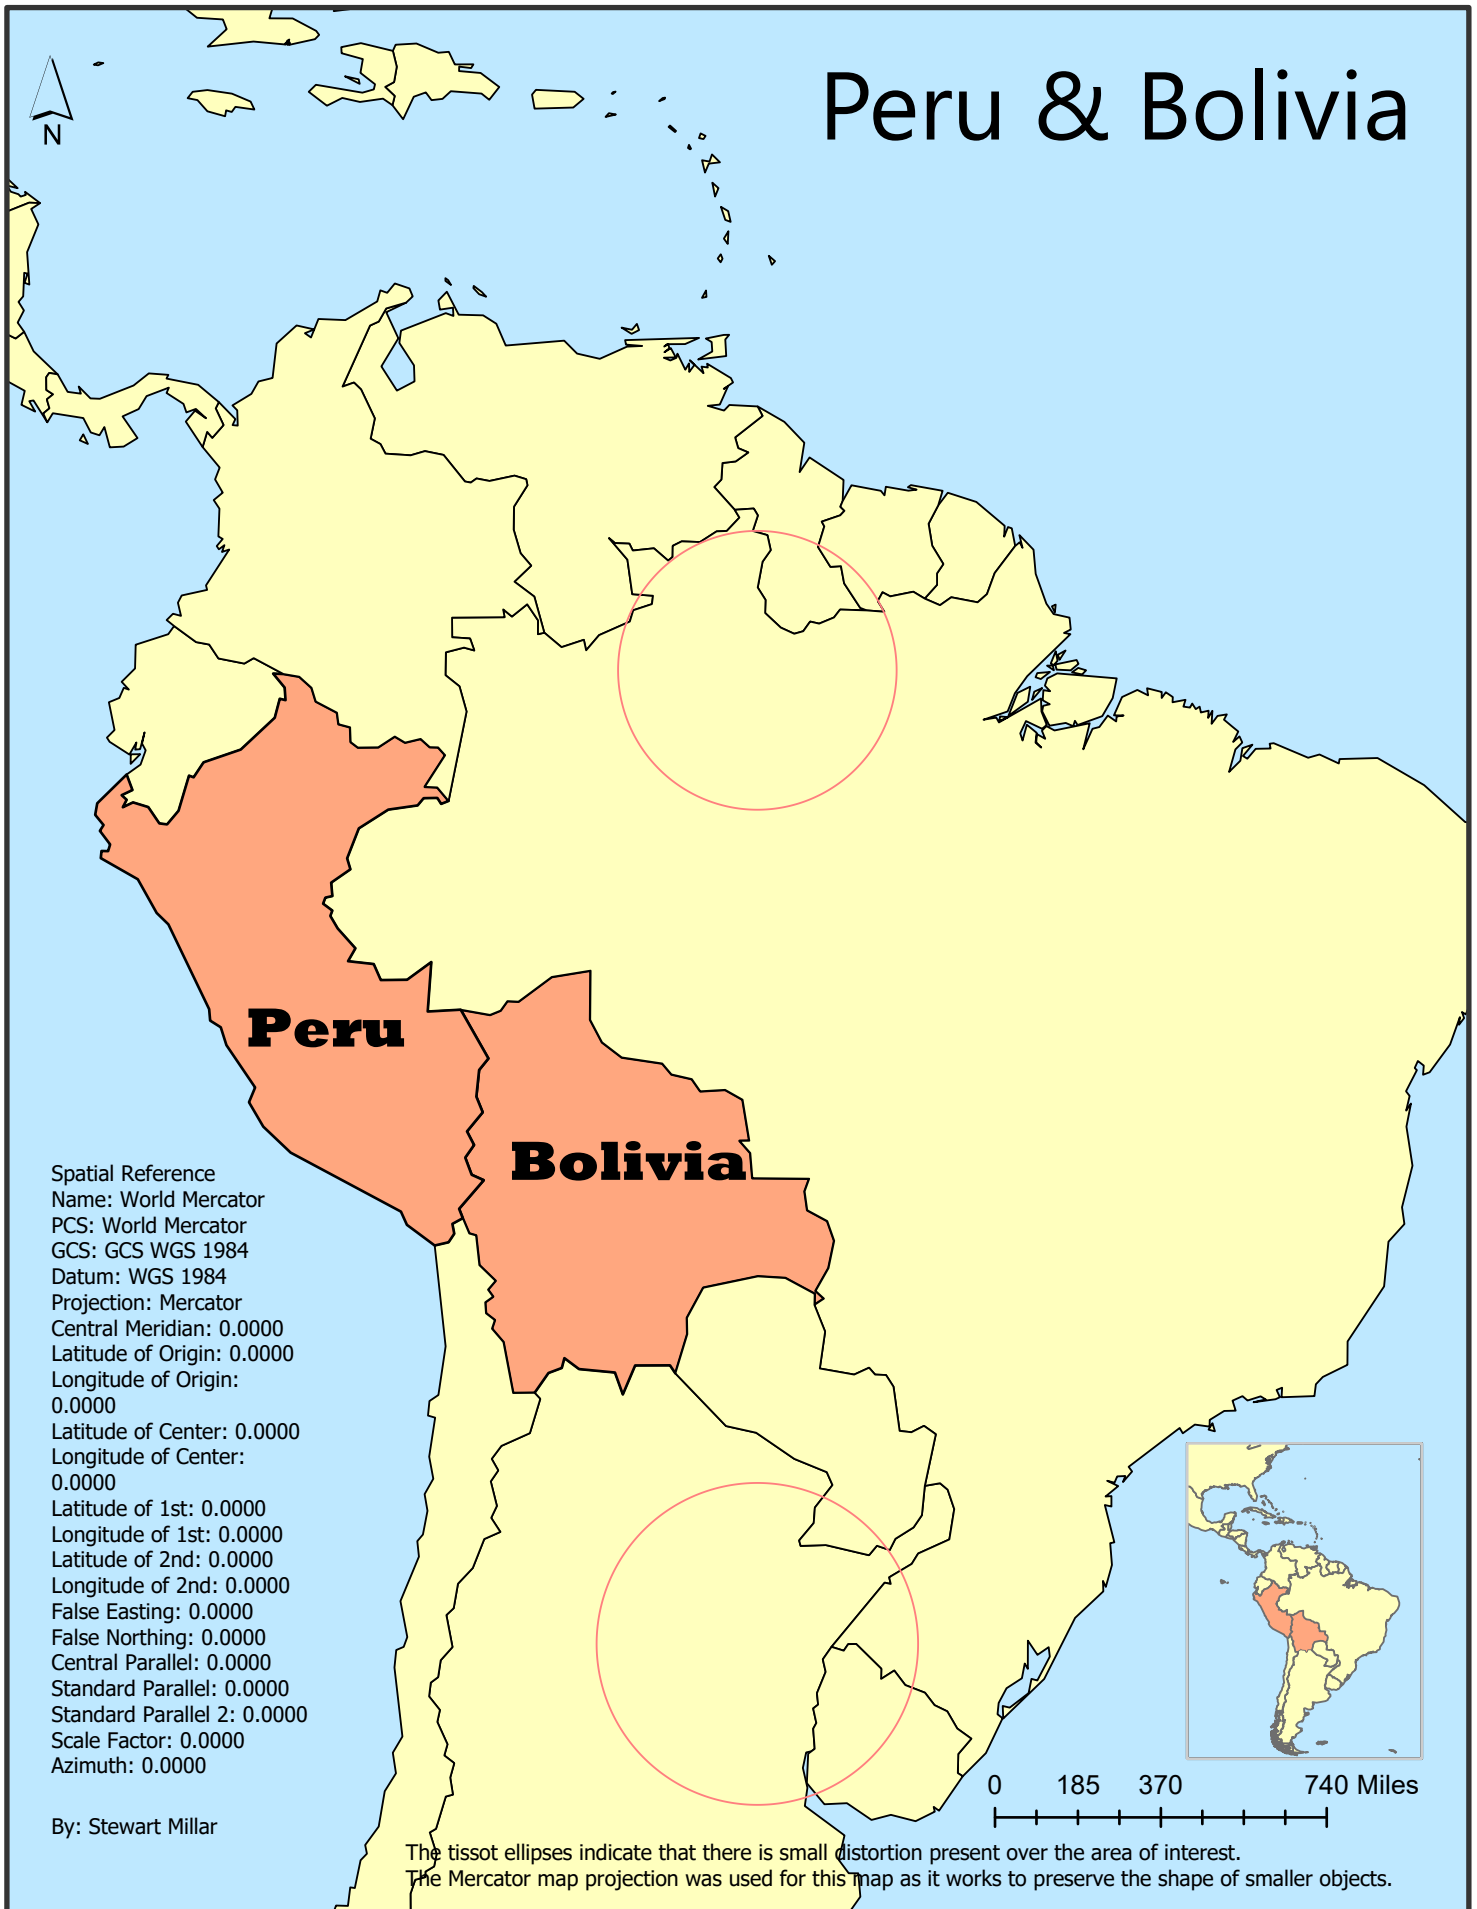 Peru & Bolivia
N
Peru
Bolivia
Spatial Reference
Name: World Mercator
PCS: World Mercator
GCS: GCS WGS 1984
Datum: WGS 1984
Projection: Mercator
Central Meridian: 0.0000
Latitude of Origin: 0.0000
Longitude of Origin:
0.0000
Latitude of Center: 0.0000
Longitude of Center:
0.0000
Latitude of 1st: 0.0000
Longitude of 1st: 0.0000
Latitude of 2nd: 0.0000
Longitude of 2nd: 0.0000
False Easting: 0.0000
False Northing: 0.0000
Central Parallel: 0.0000
Standard Parallel: 0.0000
Standard Parallel 2: 0.0000
Scale Factor: 0.0000
Azimuth: 0.0000
By: Stewart Millar
0 185 370 740 Miles
The tissot ellipses indicate that there is small distortion present over the area of interest.
The Mercator map projection was used for this map as it works to preserve the shape of smaller objects.